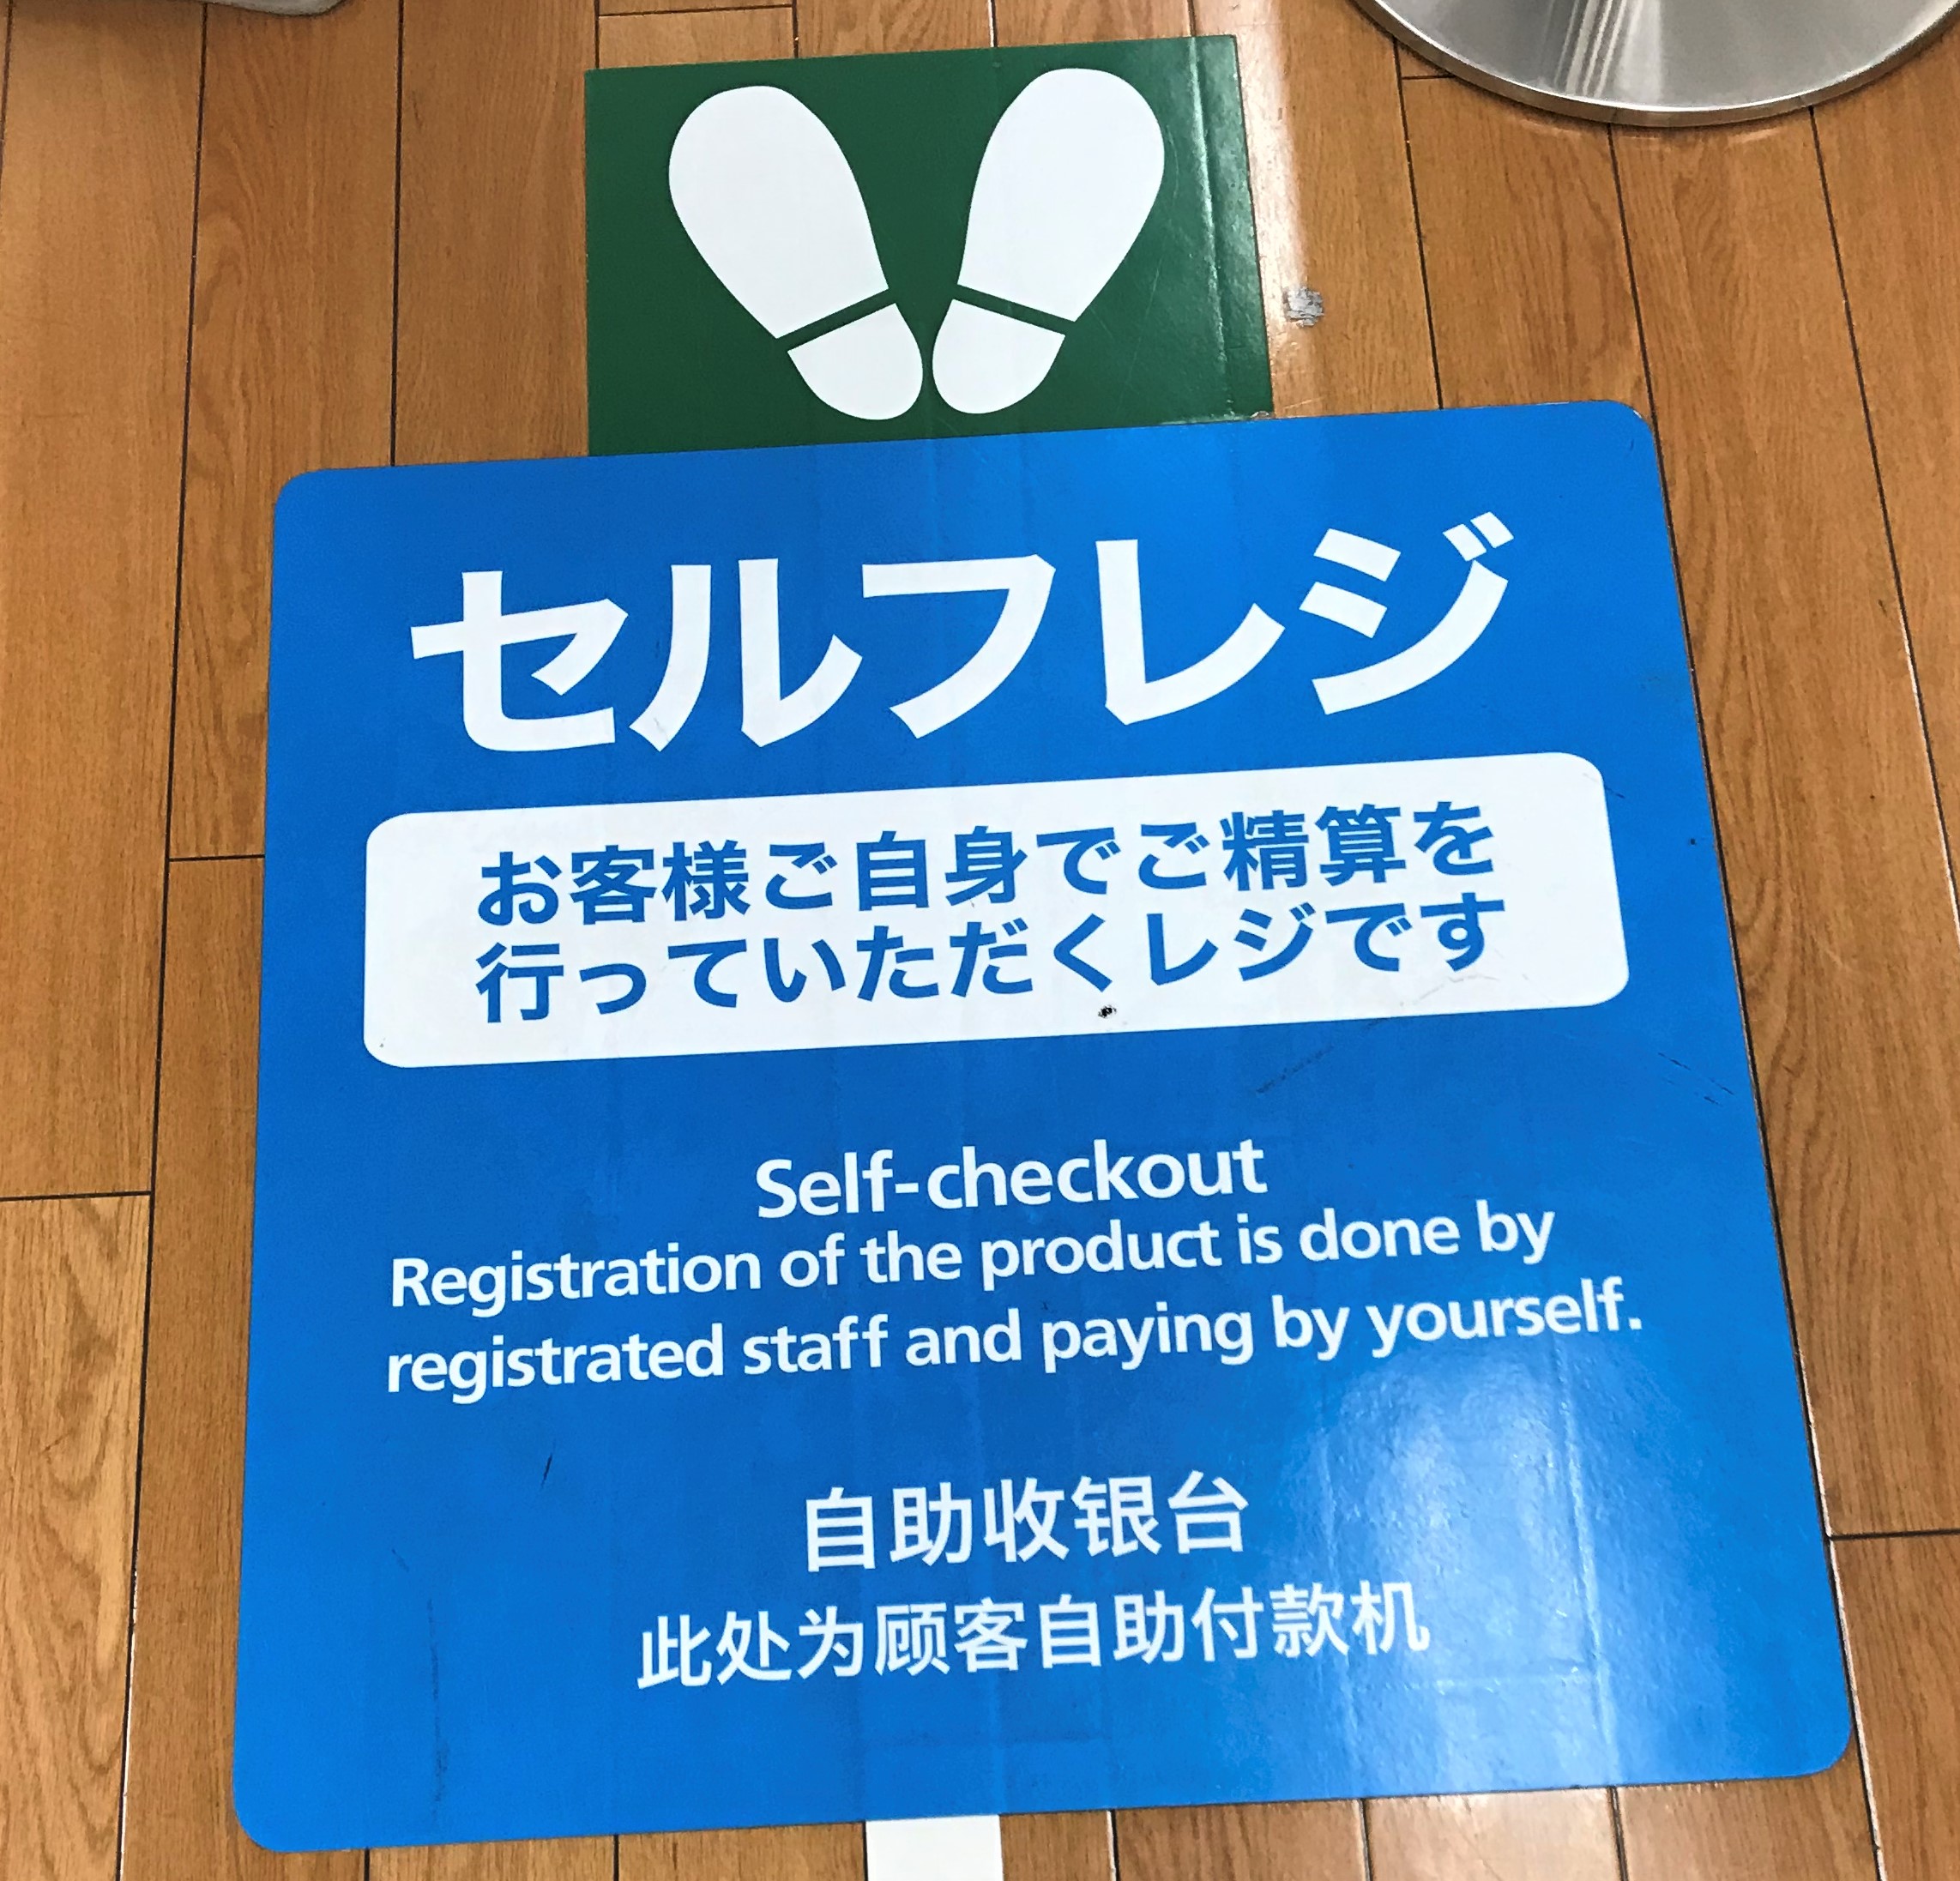 セルフレジ
お客様ご自身でご精算を
行っていただくレジです
Self-checkout
Registration of the product is done by
registrated staff and paying by yourself.
自助收银台
此处为顾客自助付款机